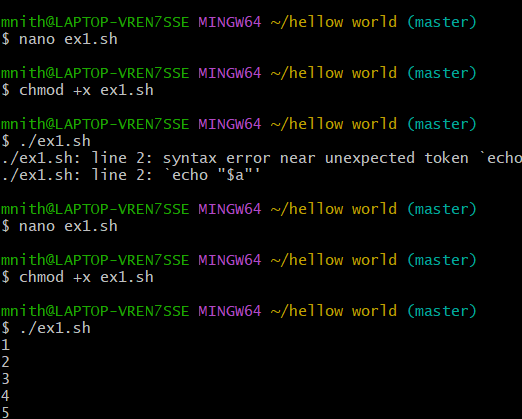 mnith@LAPTOP-VREN7SSE MINGW64 ~/hellow world (master)
$ nano ex1.sh
mnith@LAPTOP-VREN7SSE MINGW64 ~/hellow world (master)
$ chmod +x ex1.sh
mnith@LAPTOP-VREN7SSE MINGW64 ~/hellow world (master)
$ ./ex1.sh
./ex1.sh: line 2: syntax error near unexpected token `echo
./ex1.sh: line 2: `echo "$a"'
mnith@LAPTOP-VREN7SSE MINGW64 ~/hellow world (master)
$ nano ex1.sh
mnith@LAPTOP-VREN7SSE MINGW64 ~/hellow world (master)
$ chmod +x ex1.sh
mnith@LAPTOP-VREN7SSE MINGW64 ~/hellow world (master)
$ ./ex1.sh
1
2
3
4
5